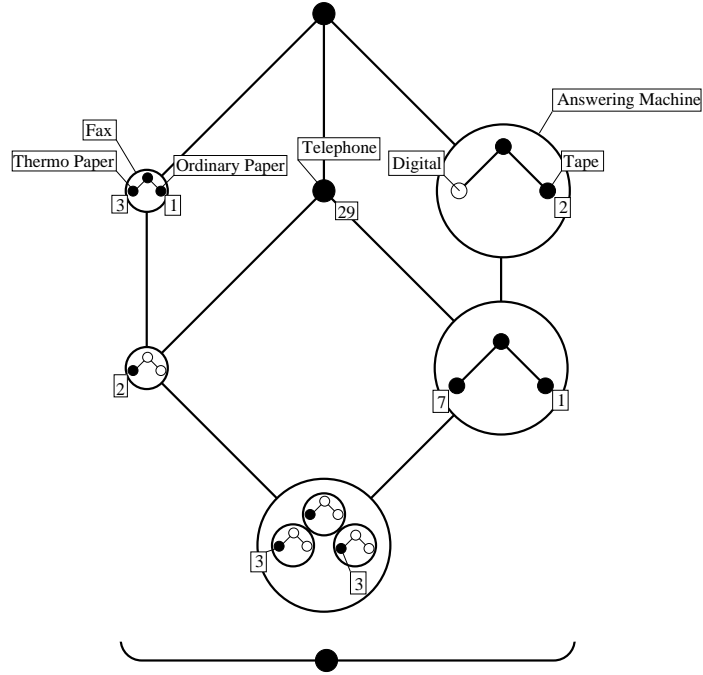 Answering Machine
Fax
Telephone
Thermo Paper
Ordinary Paper
Digital
Tape
3
1
29
2
2
7
1
3
3